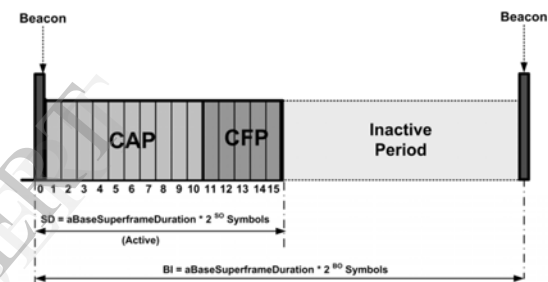 Beacon Beacon
CAP CFP Inactive
Period
0 1 2 3 4 5 6 7 8 9 10 11 12 13 14 15
SD = aBaseSuperframeDuration * 2 SO Symbols
(Active)
BI = aBaseSuperframeDuration * 2 BO Symbols